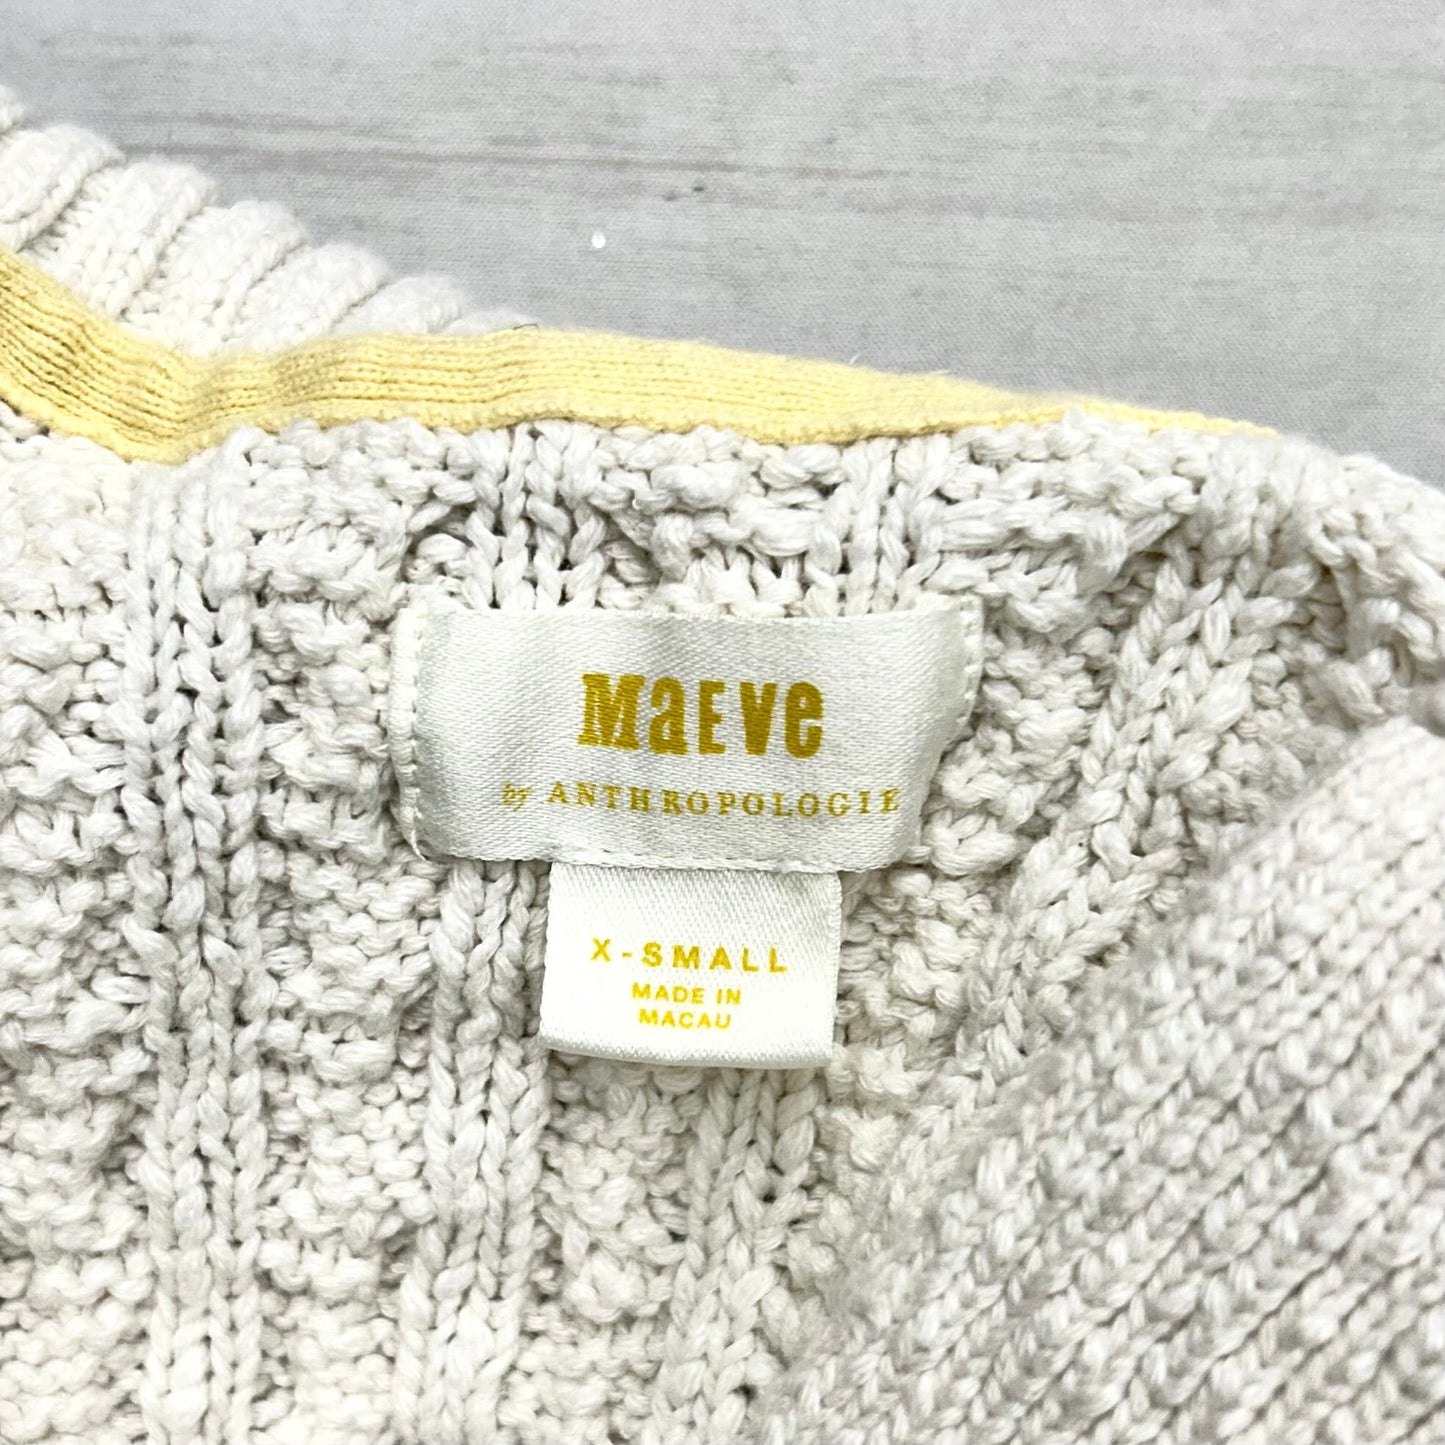 MaEVe
by ANTHROPOLOGIE
X-SMALL
MADE IN
MACAU